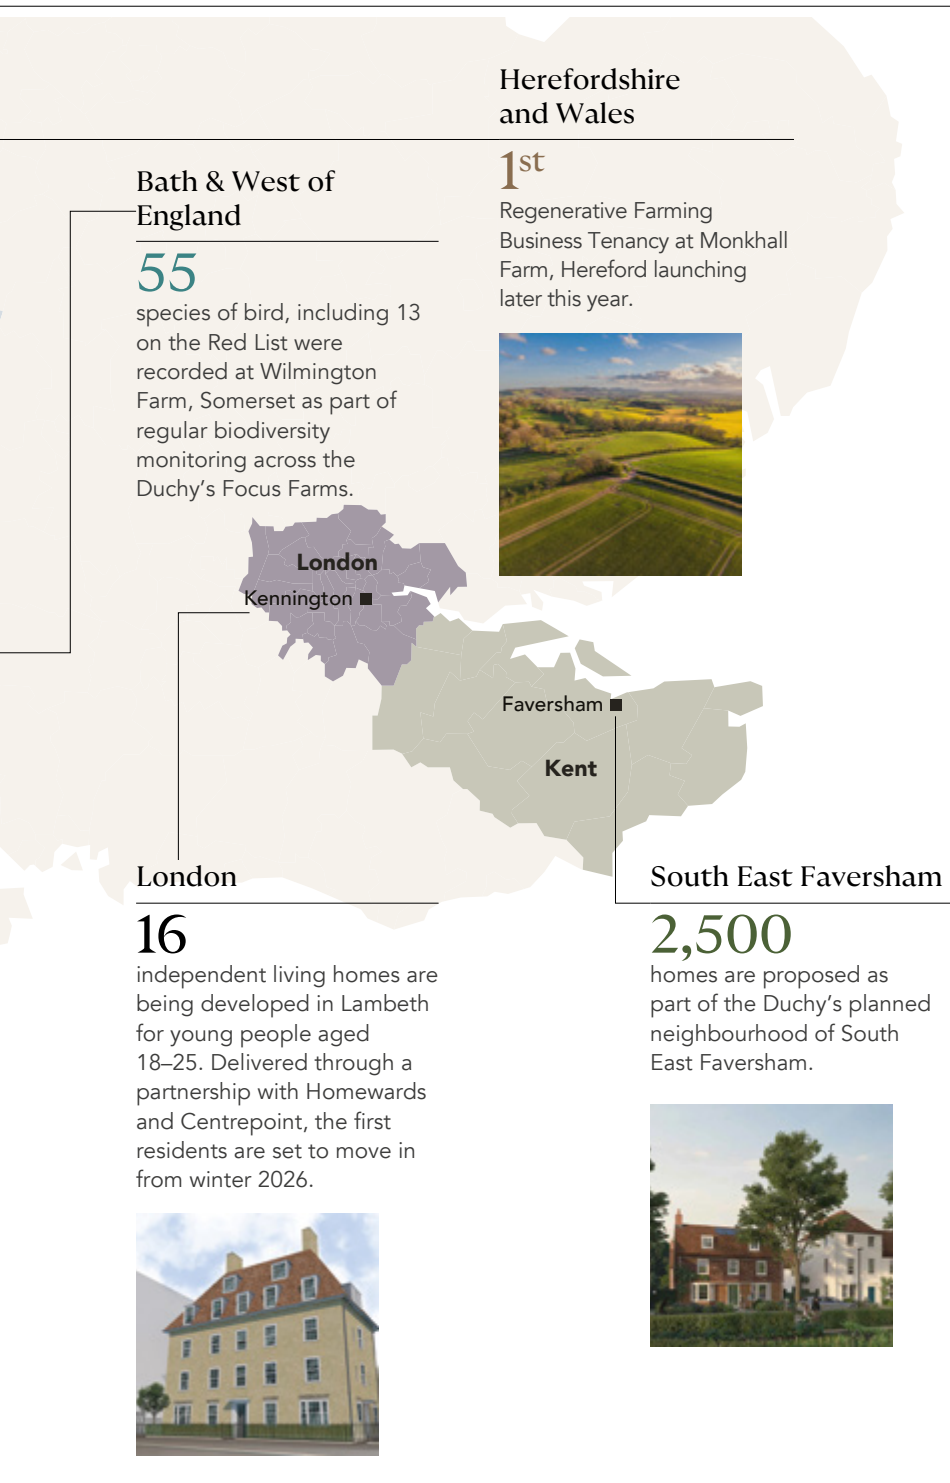 Herefordshire
and Wales
1st
Regenerative Farming
Business Tenancy at Monkhall
Farm, Hereford launching
later this year.
Bath & West of
England
55
species of bird, including 13
on the Red List were
recorded at Wilmington
Farm, Somerset as part of
regular biodiversity
monitoring across the
Duchy’s Focus Farms.
London
Kennington
Faversham
Kent
London
16
independent living homes are
being developed in Lambeth
for young people aged
18–25. Delivered through a
partnership with Homewards
and Centrepoint, the first
residents are set to move in
from winter 2026.
South East Faversham
2,500
homes are proposed as
part of the Duchy’s planned
neighbourhood of South
East Faversham.